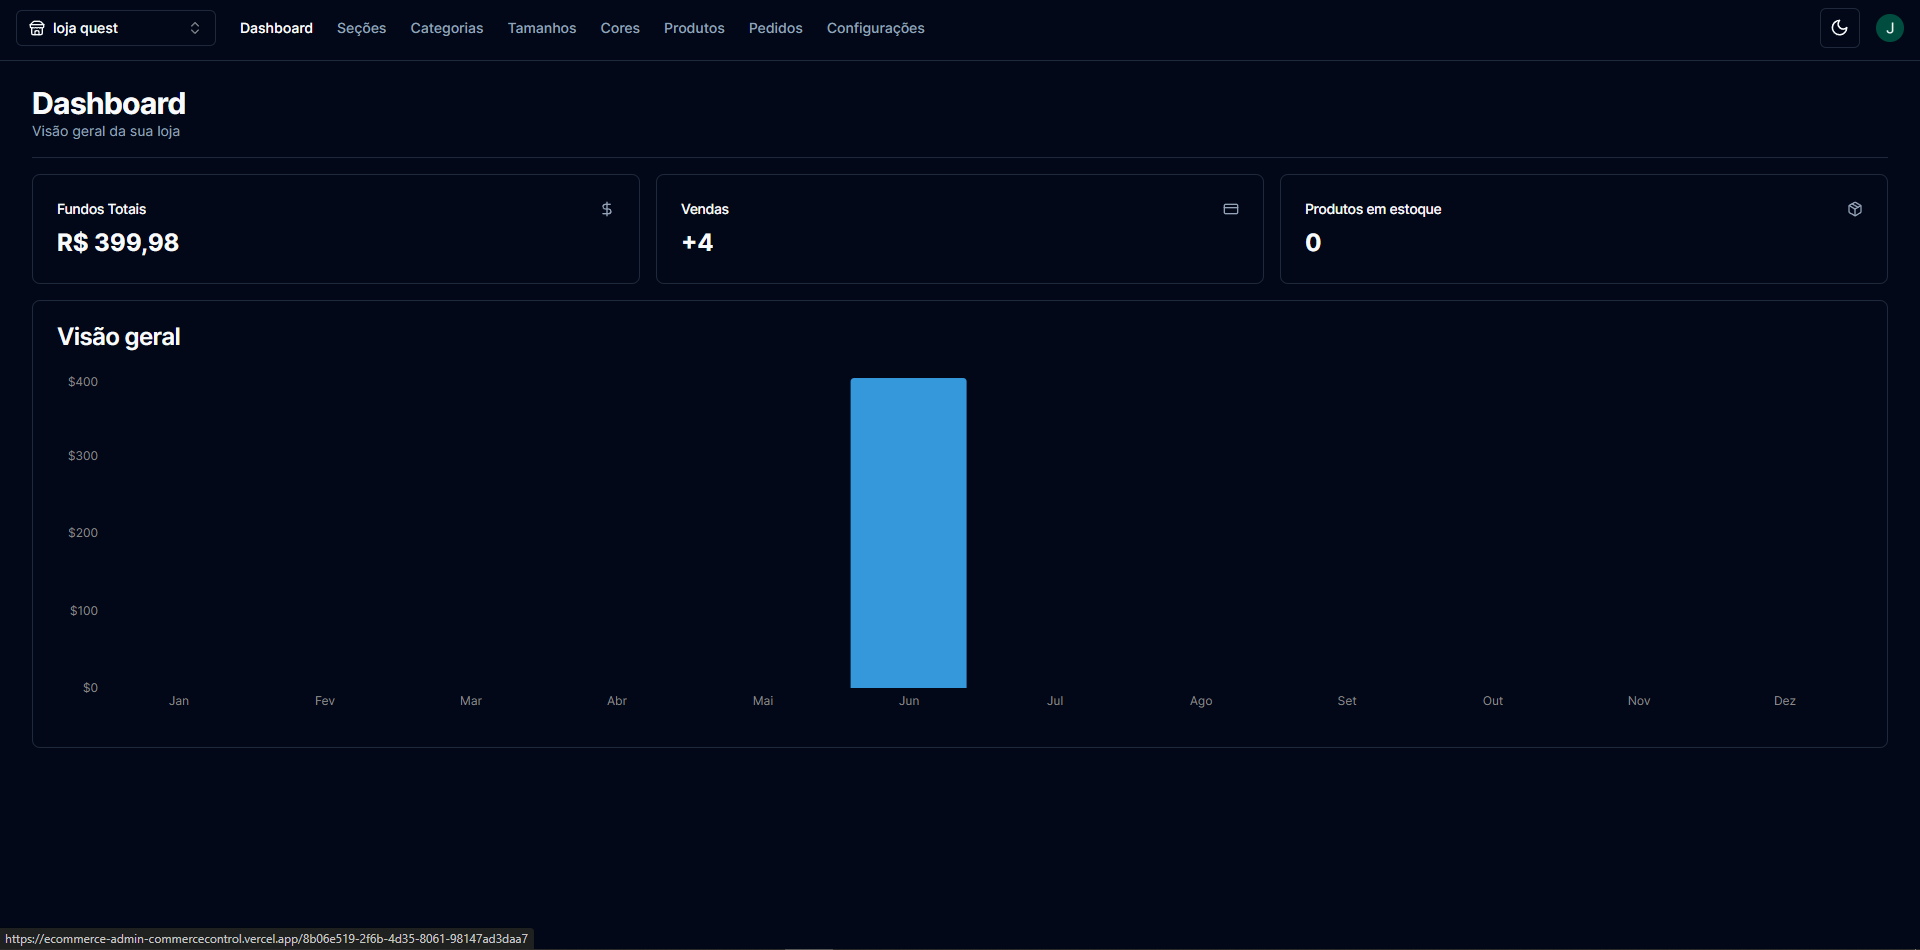 loja quest Dashboard Seções Categorias Tamanhos Cores Produtos Pedidos Configurações J
Dashboard
Visão geral da sua loja
Fundos Totais $
R$ 399,98
Vendas
+4
Produtos em estoque
0
Visão geral
$400
$300
$200
$100
$0
Jan Fev Mar Abr Mai Jun Jul Ago Set Out Nov Dez
https://ecommerce-admin-commercecontrol.vercel.app/8b06e519-2f6b-4d35-8061-98147ad3daa7